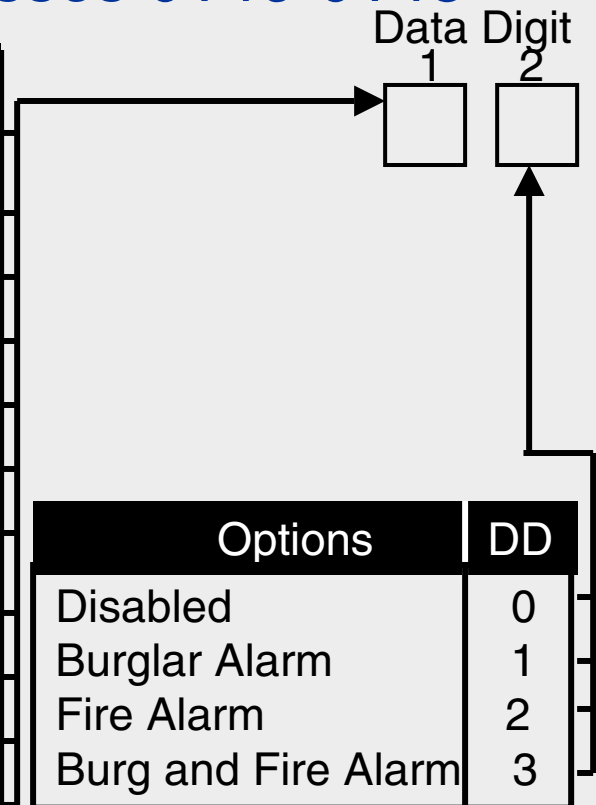 Data Digit
1 2
Options DD
Disabled 0
Burglar Alarm 1
Fire Alarm 2
Burg and Fire Alarm 3